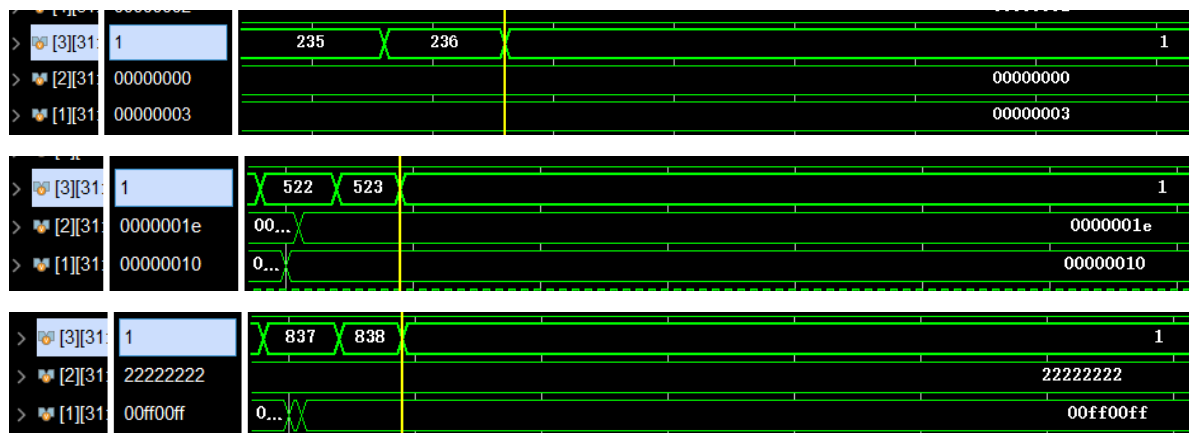 [3][31: 1 235 236 1
[2][31: 00000000 00000000
[1][31: 00000003 00000003
[3][31: 1 522 523 1
[2][31: 0000001e 00... 0000001e
[1][31: 00000010 0... 00000010
[3][31: 1 837 838 1
[2][31: 22222222 22222222
[1][31: 00ff00ff 0... 00ff00ff